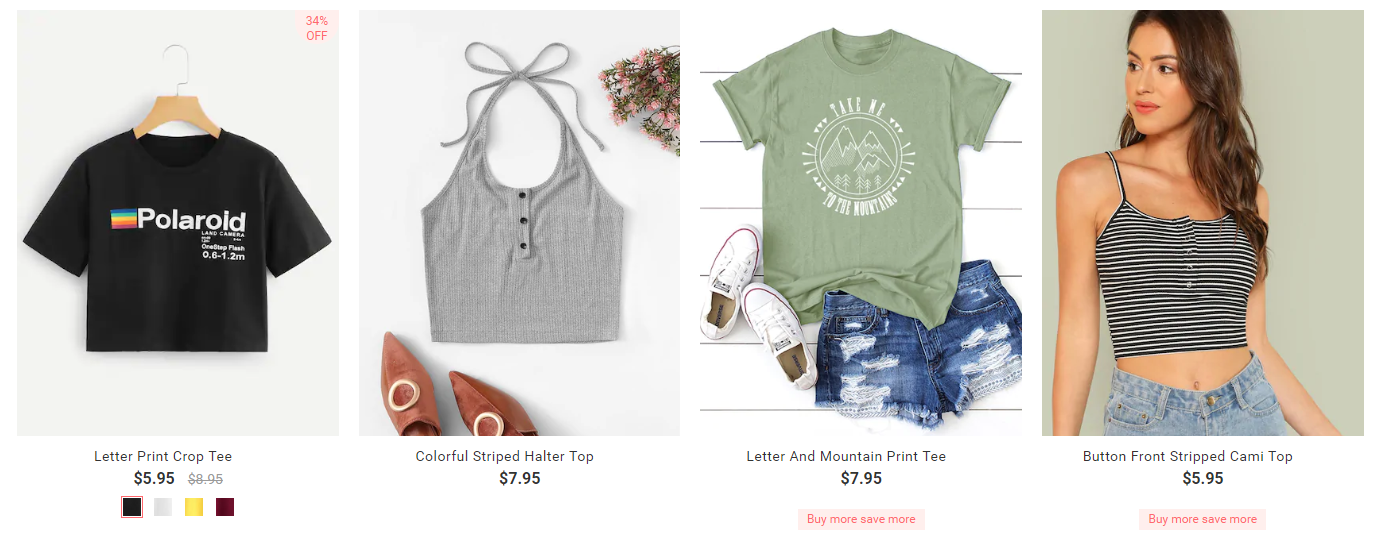 34%
OFF
Polaroid
LAND CAMERA
OneStep Flash
0.6-1.2m
TAKE ME
TO THE MOUNTAINS
Letter Print Crop Tee
$5.95 $8.95
Colorful Striped Halter Top
$7.95
Letter And Mountain Print Tee
$7.95
Buy more save more
Button Front Stripped Cami Top
$5.95
Buy more save more